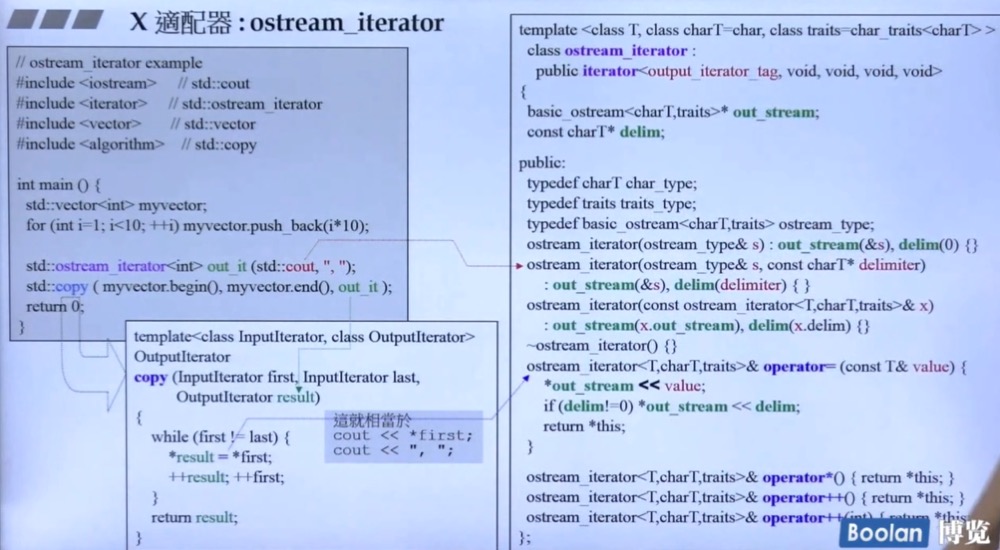 X 適配器 : ostream_iterator
// ostream_iterator example
#include <iostream> // std::cout
#include <iterator> // std::ostream_iterator
#include <vector> // std::vector
#include <algorithm> // std::copy
int main () {
std::vector<int> myvector;
for (int i=1; i<10; ++i) myvector.push_back(i*10);
std::ostream_iterator<int> out_it (std::cout, ", ");
std::copy ( myvector.begin(), myvector.end(), out_it );
return 0;
}
template<class InputIterator, class OutputIterator>
OutputIterator
copy (InputIterator first, InputIterator last,
OutputIterator result)
{
while (first != last) {
*result = *first;
++result; ++first;
}
return result;
}
這就相當於
cout << *first;
cout << ", ";
template <class T, class charT=char, class traits=char_traits<charT> >
class ostream_iterator :
public iterator<output_iterator_tag, void, void, void, void>
{
basic_ostream<charT,traits>* out_stream;
const charT* delim;
public:
typedef charT char_type;
typedef traits traits_type;
typedef basic_ostream<charT,traits> ostream_type;
ostream_iterator(ostream_type& s) : out_stream(&s), delim(0) {}
ostream_iterator(ostream_type& s, const charT* delimiter)
: out_stream(&s), delim(delimiter) { }
ostream_iterator(const ostream_iterator<T,charT,traits>& x)
: out_stream(x.out_stream), delim(x.delim) {}
~ostream_iterator() {}
ostream_iterator<T,charT,traits>& operator= (const T& value) {
*out_stream << value;
if (delim!=0) *out_stream << delim;
return *this;
}
ostream_iterator<T,charT,traits>& operator*() { return *this; }
ostream_iterator<T,charT,traits>& operator++() { return *this; }
ostream_iterator<T,charT,traits>& operator++(int) { return *this
};
Boolan 博览